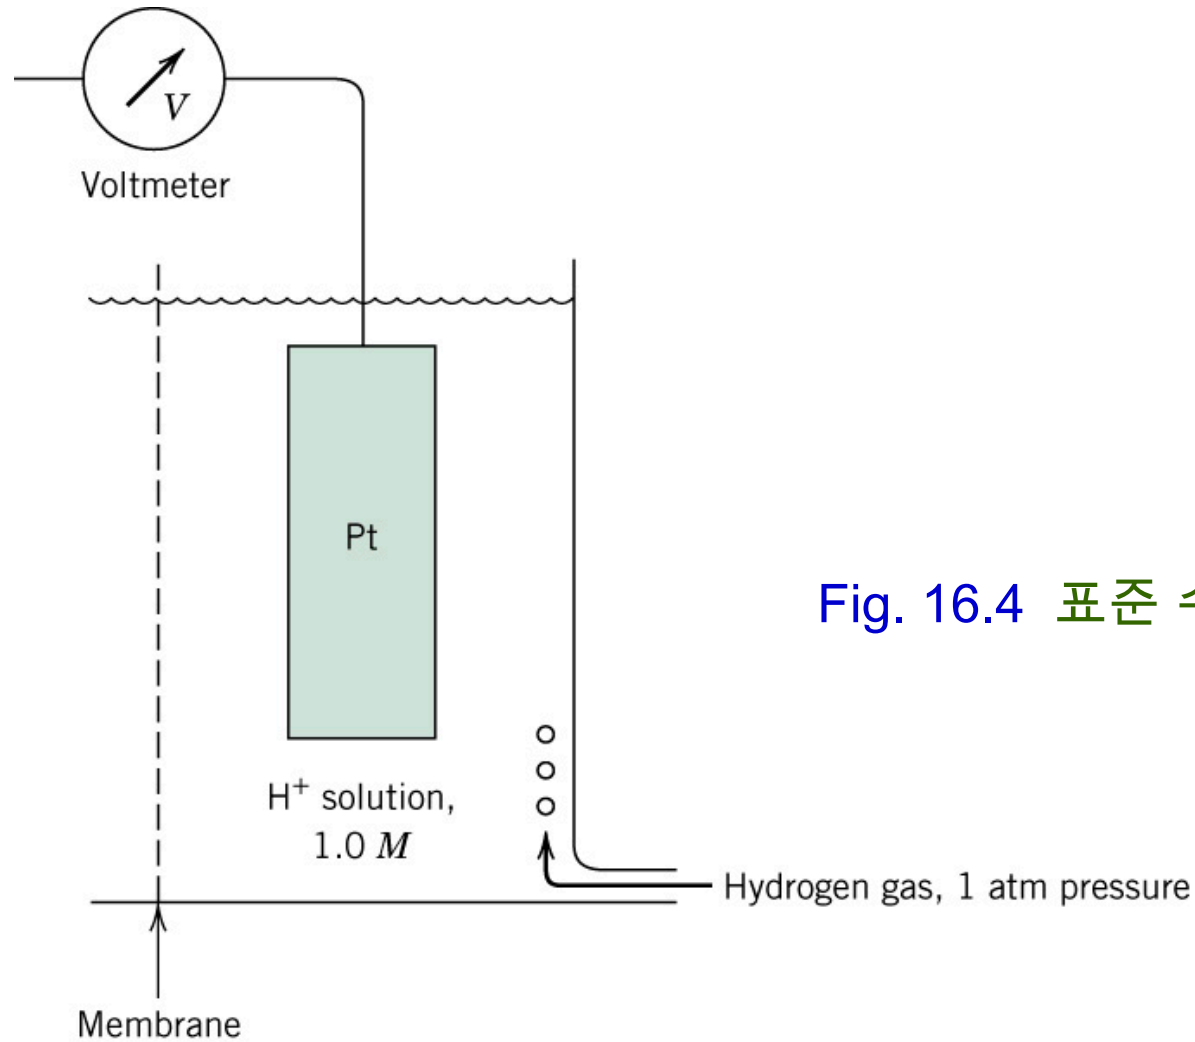 V
Voltmeter
Pt
Fig. 16.4 표준
H⁺ solution,
1.0 M
Hydrogen gas, 1 atm pressure
Membrane